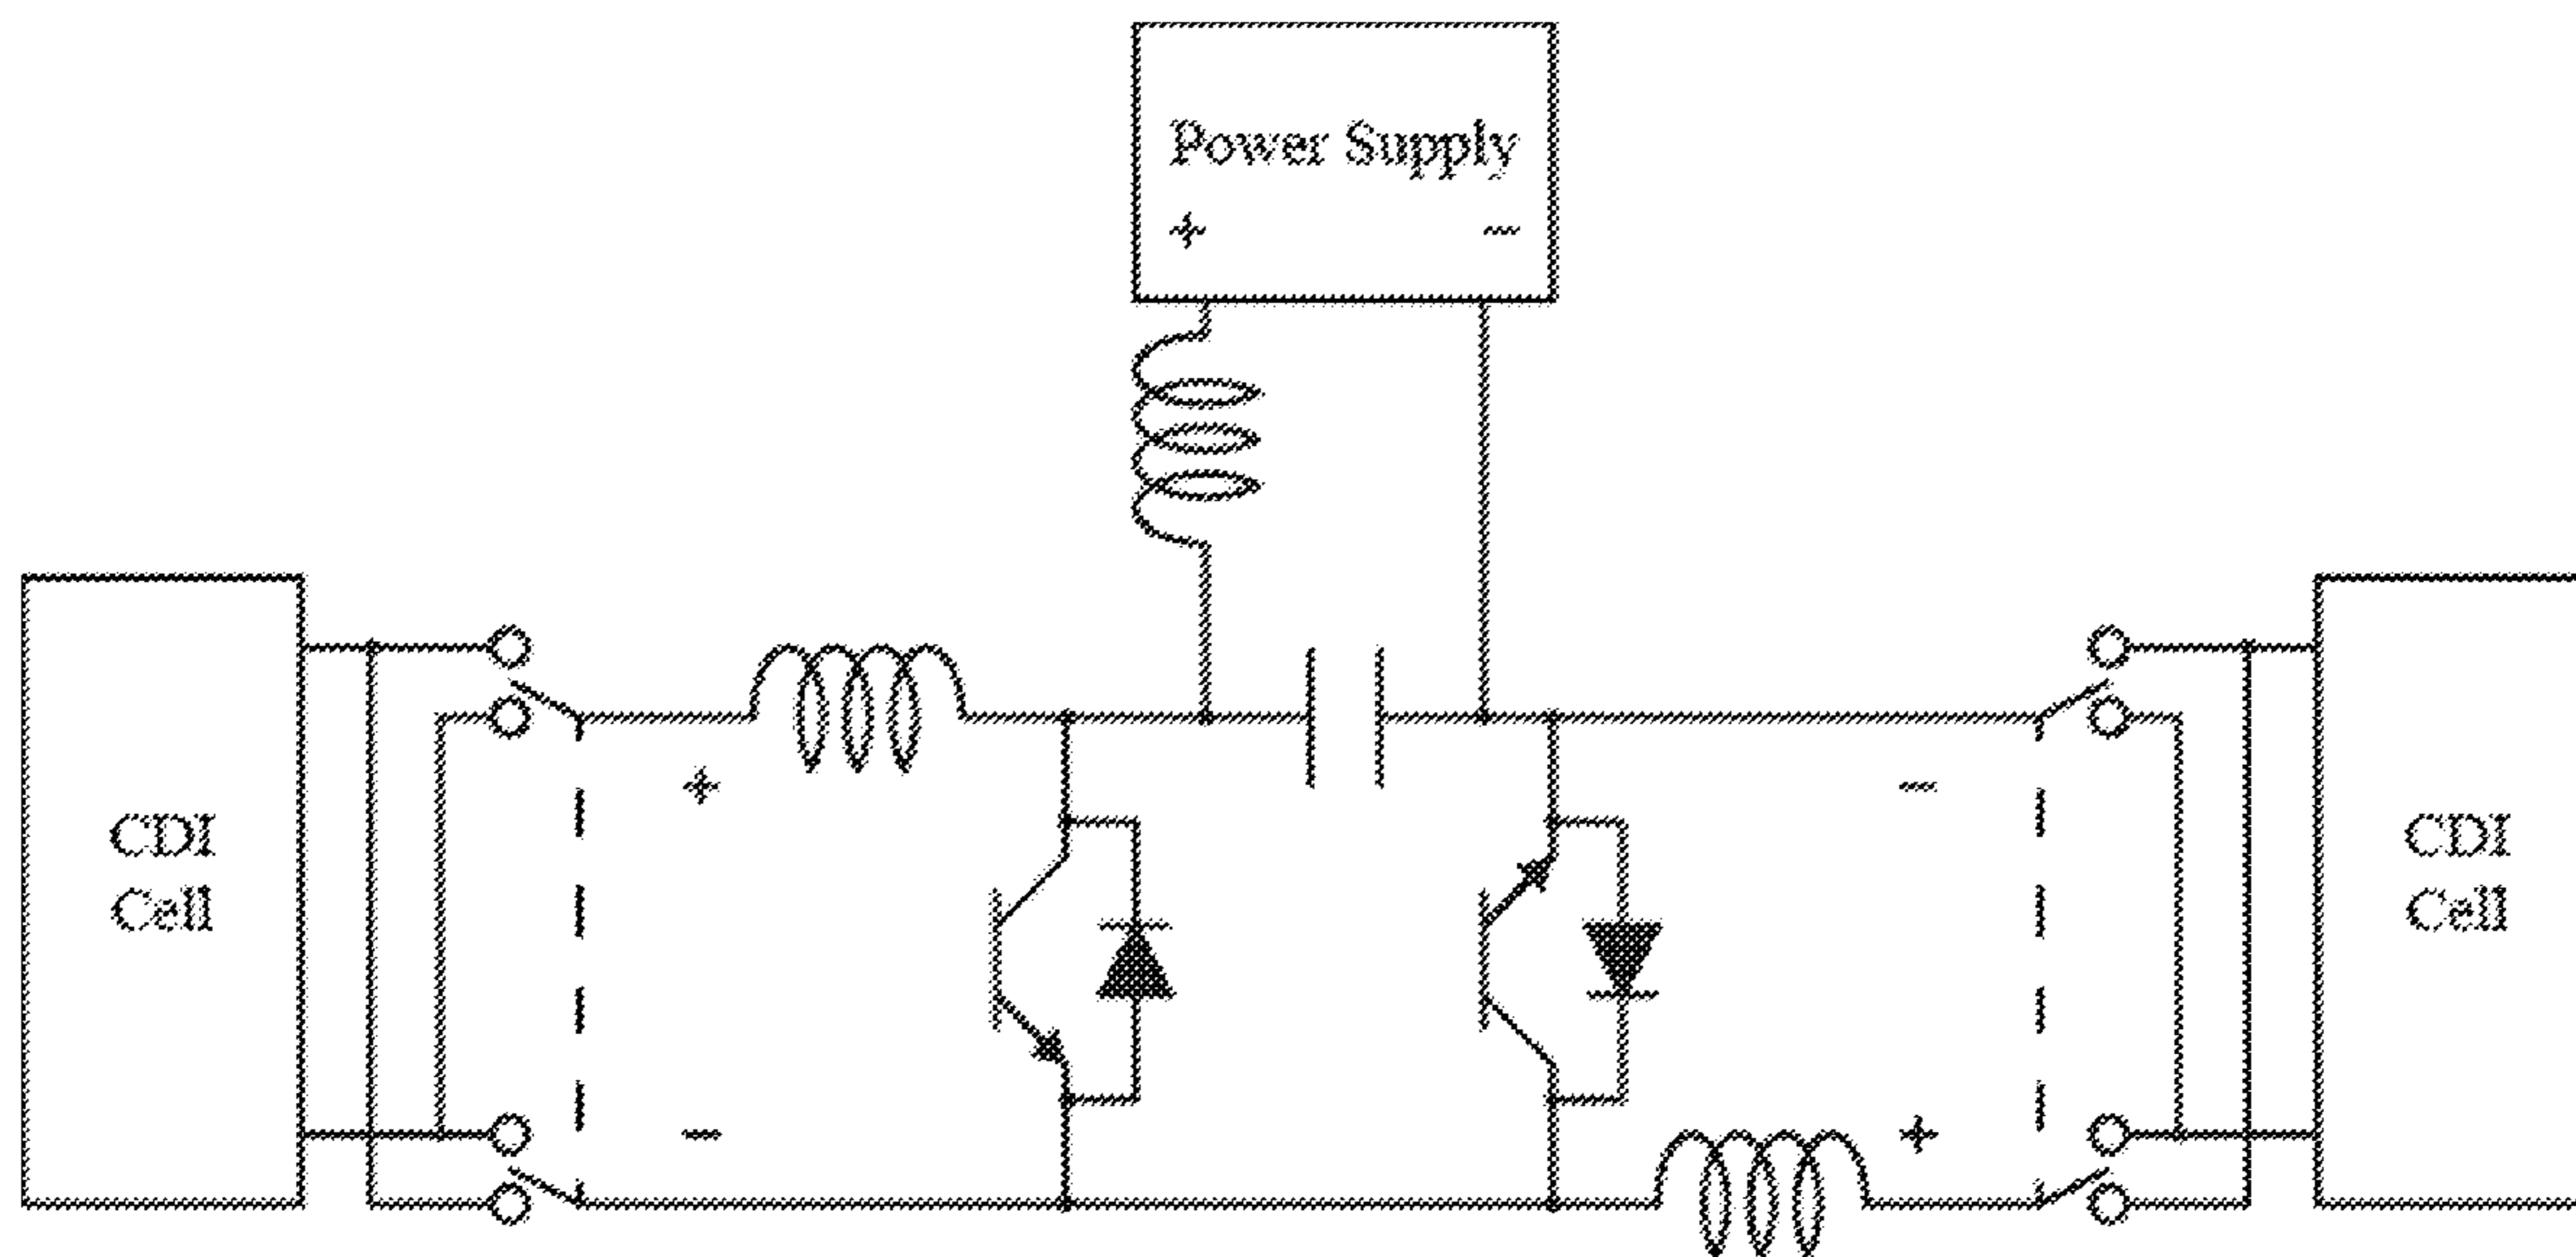 Power Supply
+ −
CDI
Cell
+
−
−
+
CDI
Cell